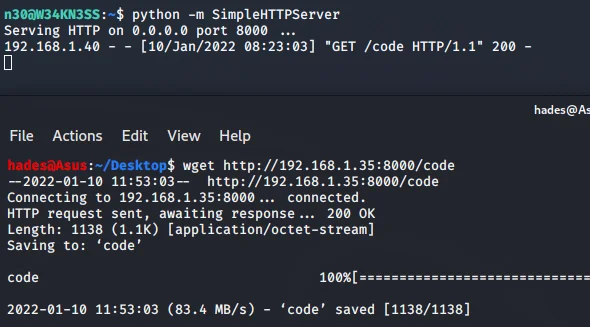 n30@W34KN3SS:~$ python -m SimpleHTTPServer
Serving HTTP on 0.0.0.0 port 8000 ...
192.168.1.40 - - [10/Jan/2022 08:23:03] "GET /code HTTP/1.1" 200 -
hades@As
File Actions Edit View Help
hades@Asus:~/Desktop$ wget http://192.168.1.35:8000/code
--2022-01-10 11:53:03-- http://192.168.1.35:8000/code
Connecting to 192.168.1.35:8000... connected.
HTTP request sent, awaiting response... 200 OK
Length: 1138 (1.1K) [application/octet-stream]
Saving to: ‘code’
code 100%[=============================
2022-01-10 11:53:03 (83.4 MB/s) - ‘code’ saved [1138/1138]